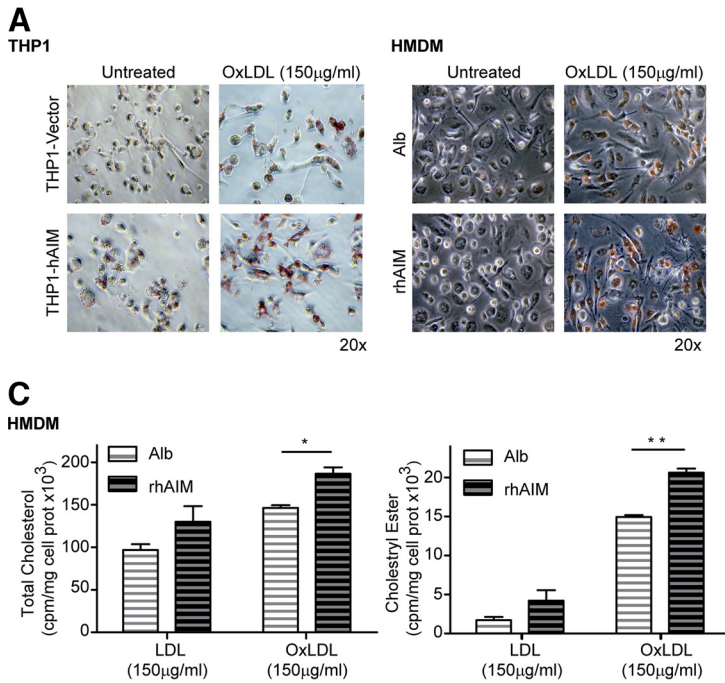 A
THP1
HMDM
Untreated
OxLDL (150µg/ml)
Untreated
OxLDL (150µg/ml)
THP1-Vector
THP1-hAIM
Alb
rhAIM
20x
20x
C
HMDM
Total Cholesterol
(cpm/mg cell prot x10³)
200
150
100
50
0
Alb
rhAIM
*
LDL
(150µg/ml)
OxLDL
(150µg/ml)
Cholestryl Ester
(cpm/mg cell prot x10³)
20
15
10
5
0
Alb
rhAIM
* *
LDL
(150µg/ml)
OxLDL
(150µg/ml)